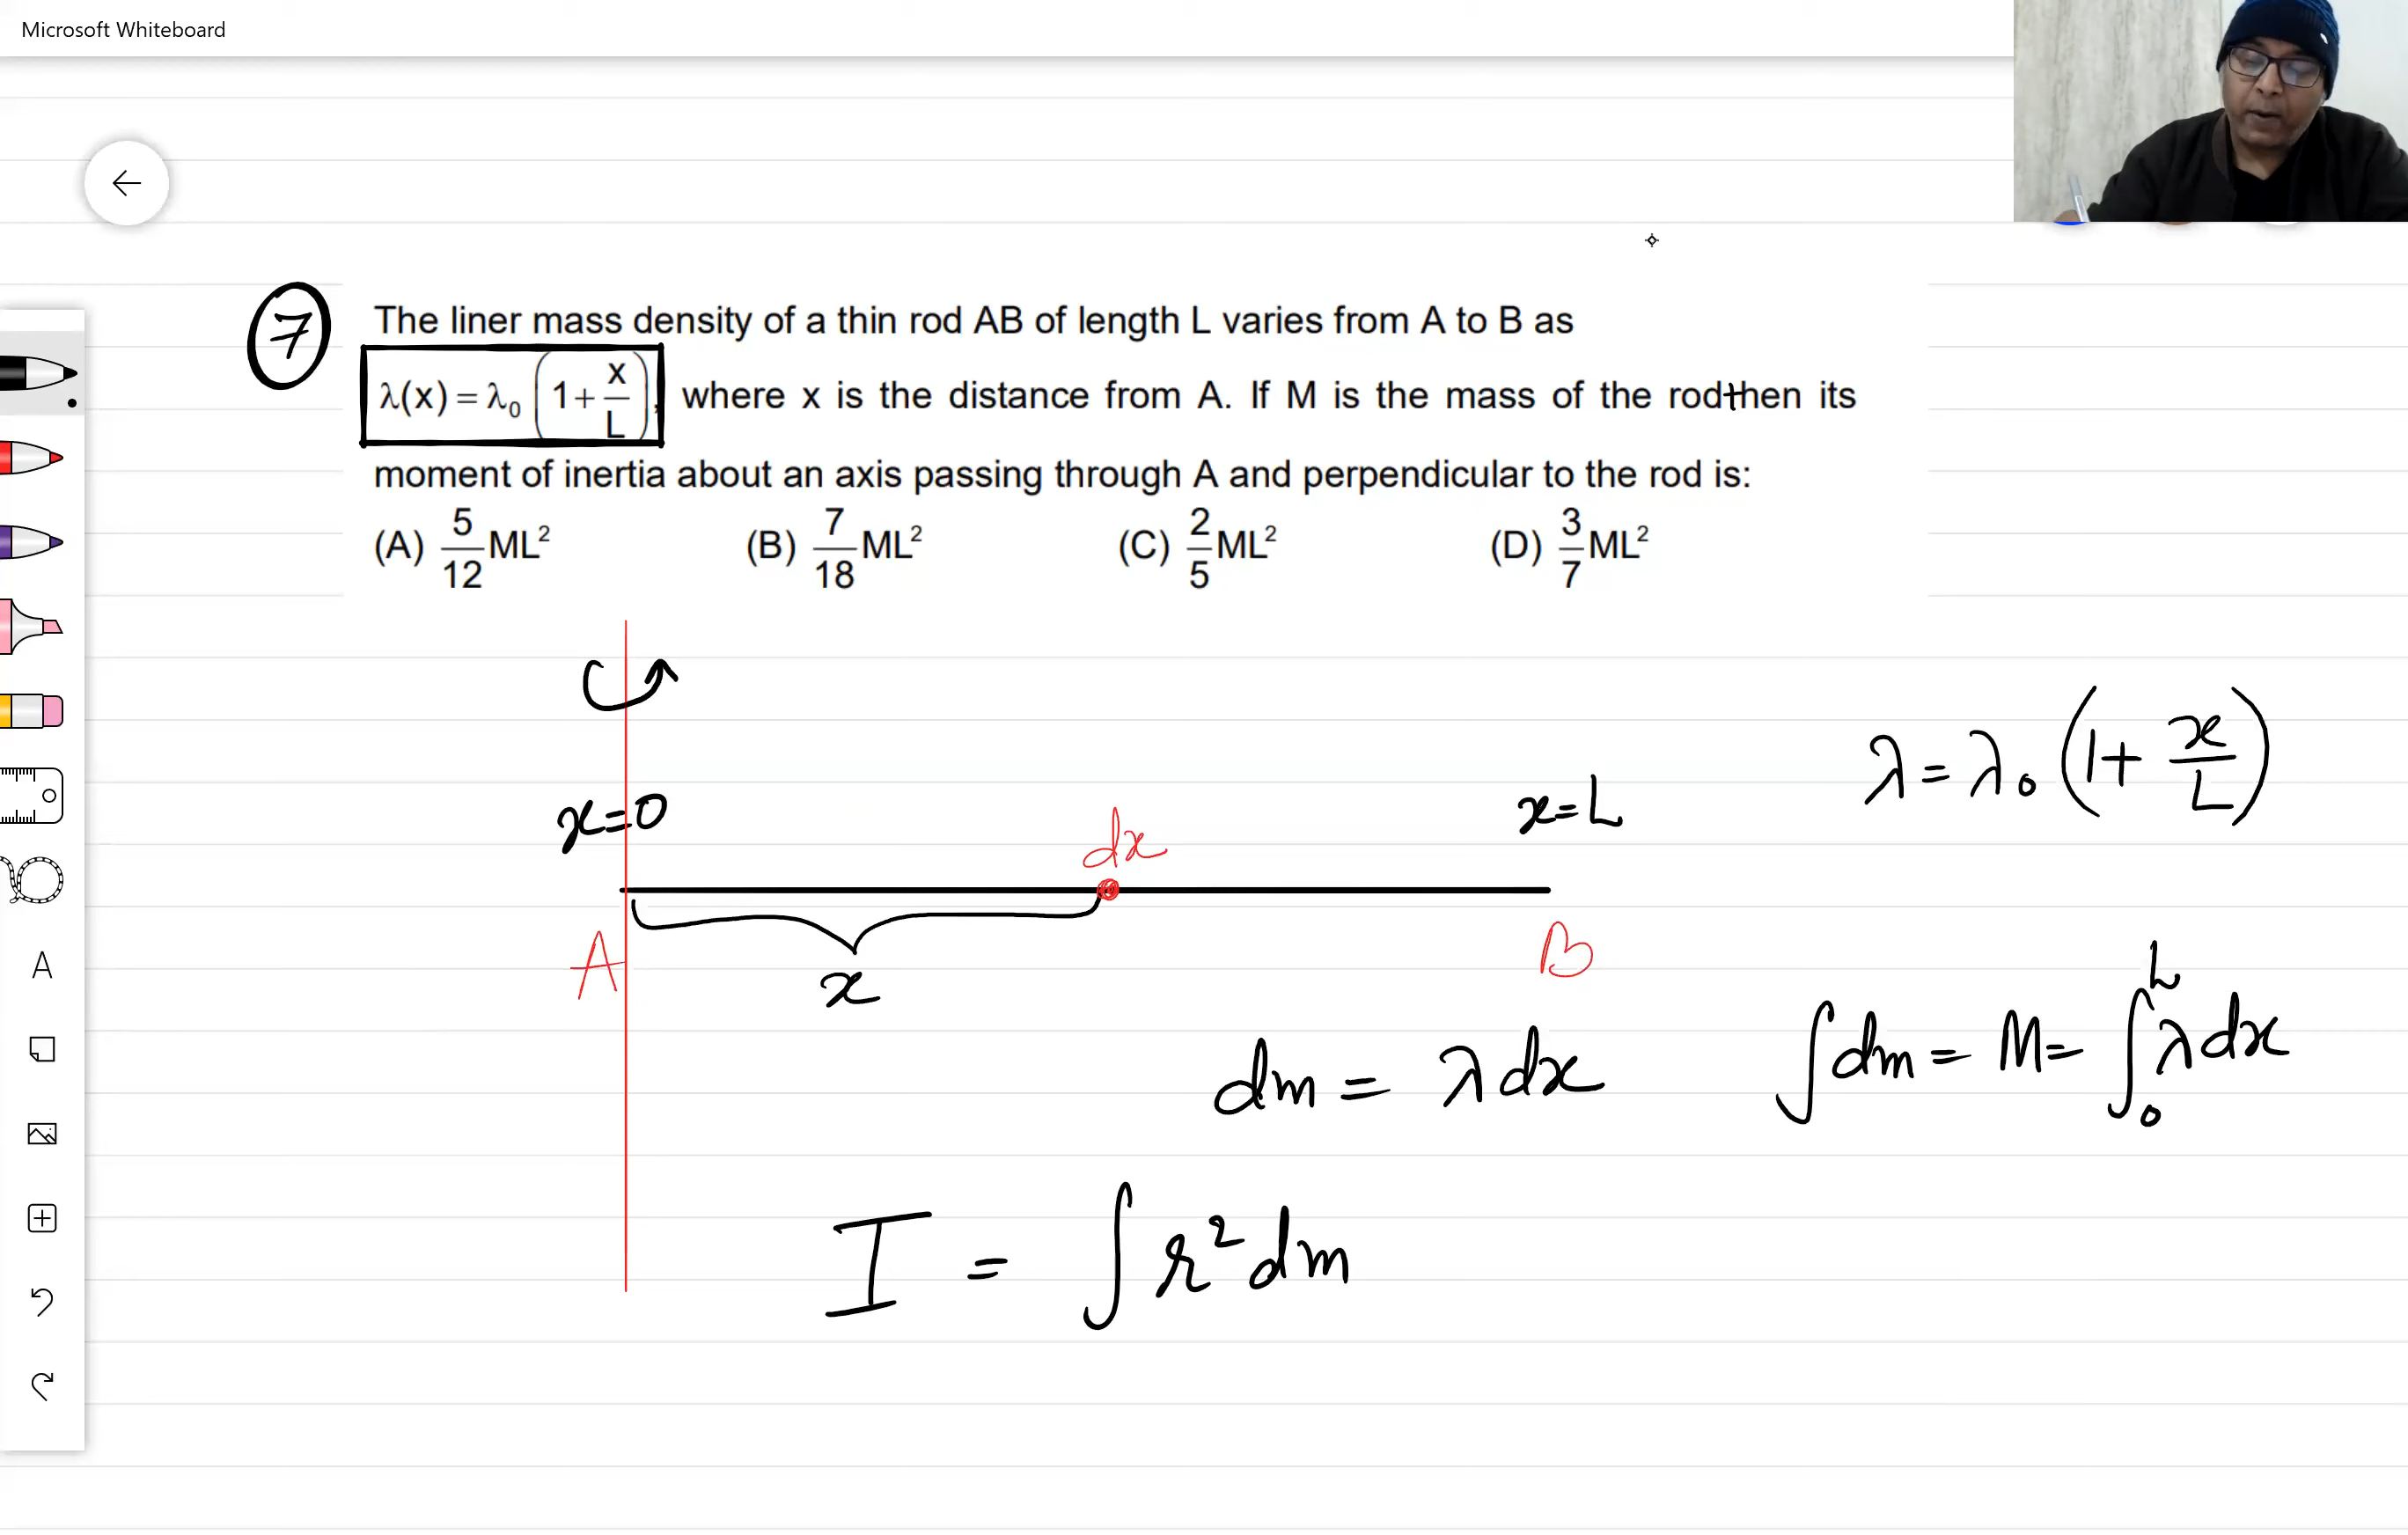 Microsoft Whiteboard
7 The liner mass density of a thin rod AB of length L varies from A to B as
λ(x) = λ₀ (1 + x/L), where x is the distance from A. If M is the mass of the rod then its
moment of inertia about an axis passing through A and perpendicular to the rod is:
(A) 5/12 ML² (B) 7/18 ML² (C) 2/5 ML² (D) 3/7 ML²
λ = λ₀ (1 + x/L)
x=0 dx x=L
A x B
dm = λdx ∫dm = M = ∫₀ᴸ λdx
I = ∫ r² dm
A